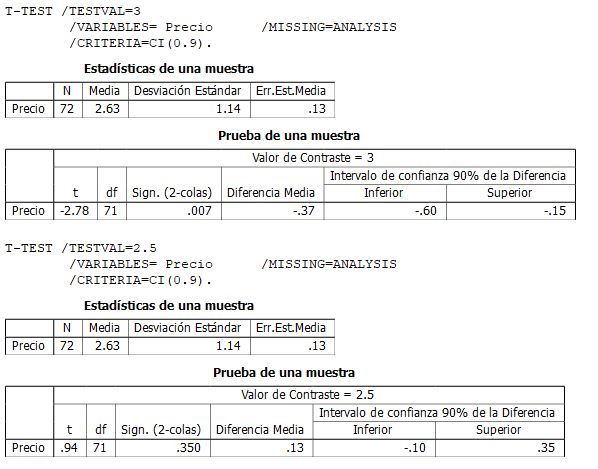 T-TEST /TESTVAL=3
/VARIABLES= Precio /MISSING=ANALYSIS
/CRITERIA=CI(0.9).
Estadísticas de una muestra
N Media Desviación Estándar Err.Est.Media
Precio 72 2.63 1.14 .13
Prueba de una muestra
Valor de Contraste = 3
Intervalo de confianza 90% de la Diferencia
t df Sign. (2-colas) Diferencia Media Inferior Superior
Precio -2.78 71 .007 -.37 -.60 -.15
T-TEST /TESTVAL=2.5
/VARIABLES= Precio /MISSING=ANALYSIS
/CRITERIA=CI(0.9).
Estadísticas de una muestra
N Media Desviación Estándar Err.Est.Media
Precio 72 2.63 1.14 .13
Prueba de una muestra
Valor de Contraste = 2.5
Intervalo de confianza 90% de la Diferencia
t df Sign. (2-colas) Diferencia Media Inferior Superior
Precio .94 71 .350 .13 -.10 .35